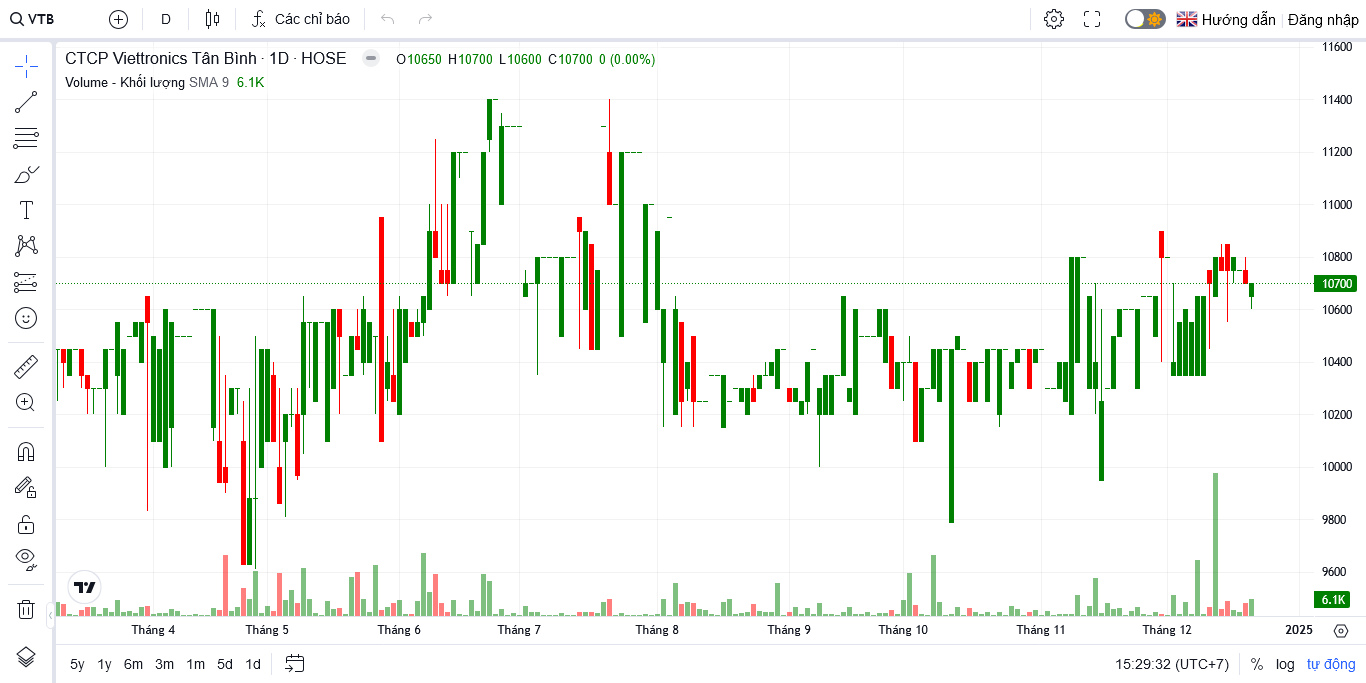 VTB D Các chỉ báo Hướng dẫn Đăng nhập
CTCP Viettronics Tân Bình · 1D · HOSE O10650 H10700 L10600 C10700 0 (0.00%)
Volume - Khối lượng SMA 9 6.1K
11600
11400
11200
11000
10800
10700
10600
10400
10200
10000
9800
9600
6.1K
Tháng 4 Tháng 5 Tháng 6 Tháng 7 Tháng 8 Tháng 9 Tháng 10 Tháng 11 Tháng 12 2025
5y 1y 6m 3m 1m 5d 1d 15:29:32 (UTC+7) % log tự động